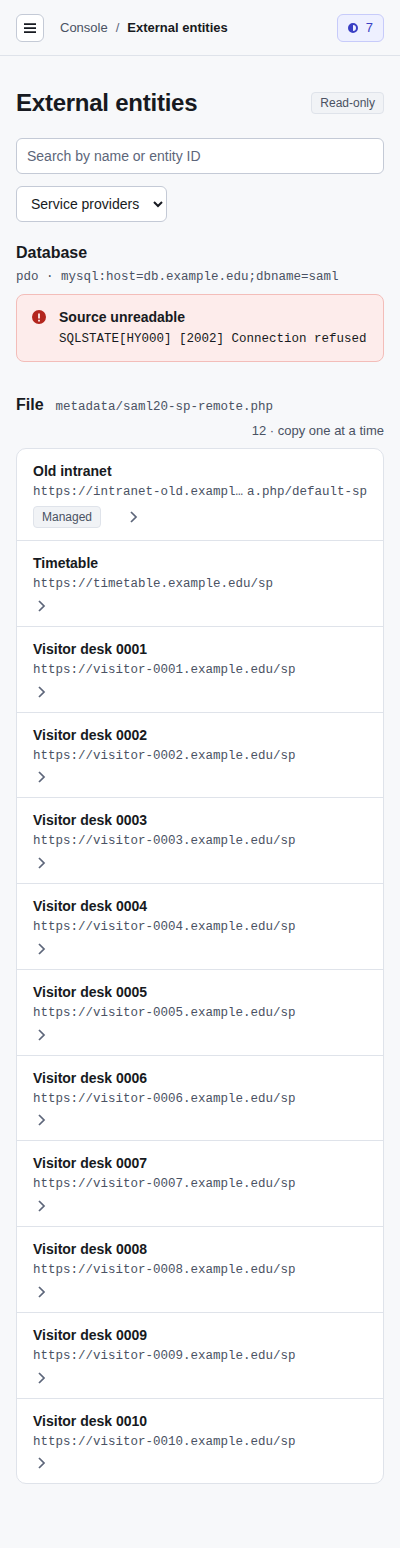 Console / External entities
7
External entities
Read-only
Search by name or entity ID
Service providers
Database
pdo · mysql:host=db.example.edu;dbname=saml
Source unreadable
SQLSTATE[HY000] [2002] Connection refused
File metadata/saml20-sp-remote.php
12 · copy one at a time
Old intranet
https://intranet-old.exampl… a.php/default-sp
Managed
Timetable
https://timetable.example.edu/sp
Visitor desk 0001
https://visitor-0001.example.edu/sp
Visitor desk 0002
https://visitor-0002.example.edu/sp
Visitor desk 0003
https://visitor-0003.example.edu/sp
Visitor desk 0004
https://visitor-0004.example.edu/sp
Visitor desk 0005
https://visitor-0005.example.edu/sp
Visitor desk 0006
https://visitor-0006.example.edu/sp
Visitor desk 0007
https://visitor-0007.example.edu/sp
Visitor desk 0008
https://visitor-0008.example.edu/sp
Visitor desk 0009
https://visitor-0009.example.edu/sp
Visitor desk 0010
https://visitor-0010.example.edu/sp